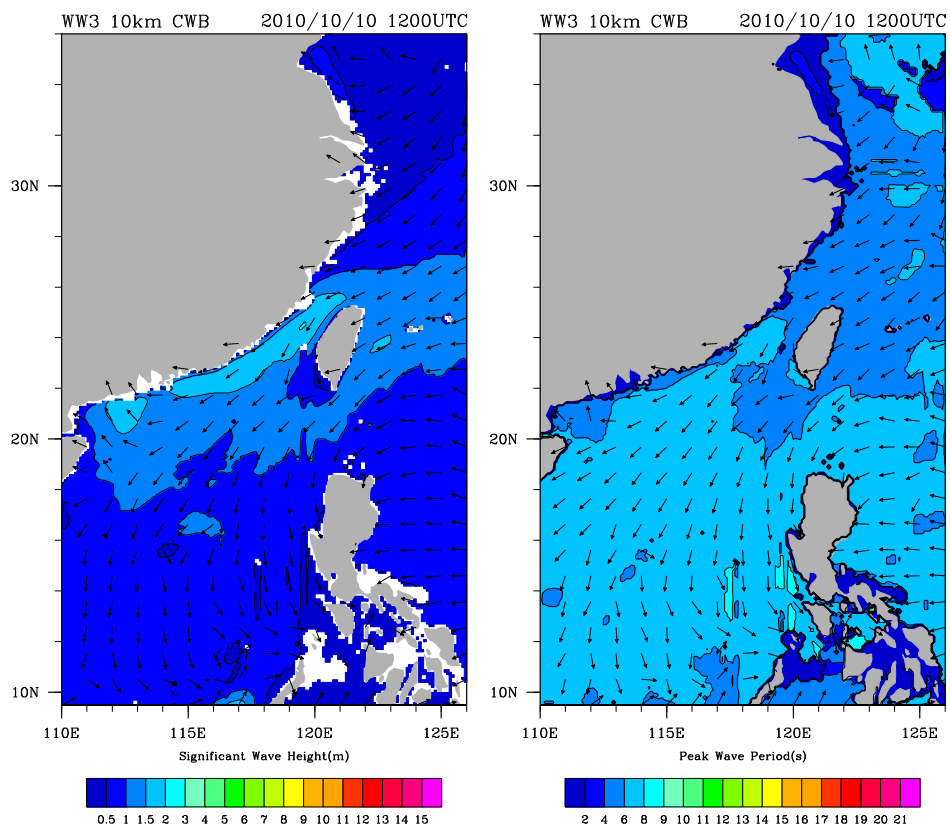 WW3 10km CWB 2010/10/10 1200UTC
30N
20N
10N
110E 115E 120E 125E
Significant Wave Height(m)
0.5 1 1.5 2 3 4 5 6 7 8 9 10 11 12 13 14 15
WW3 10km CWB 2010/10/10 1200UTC
30N
20N
10N
110E 115E 120E 125E
Peak Wave Period(s)
2 4 6 8 9 10 11 12 13 14 15 16 17 18 19 20 21